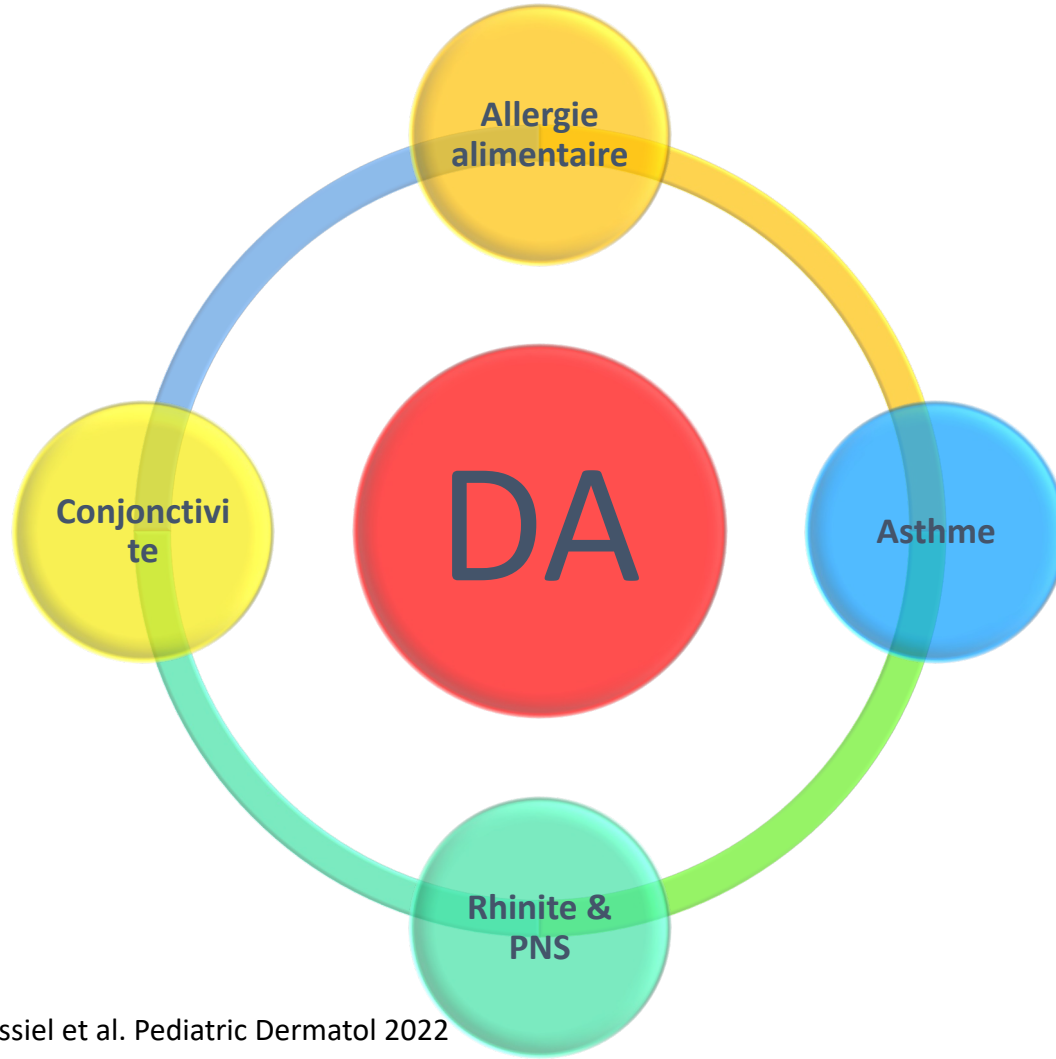 Allergie
alimentaire
Conjonctivi
te
DA
Asthme
Rhinite &
PNS
ssiel et al. Pediatric Dermatol 2022